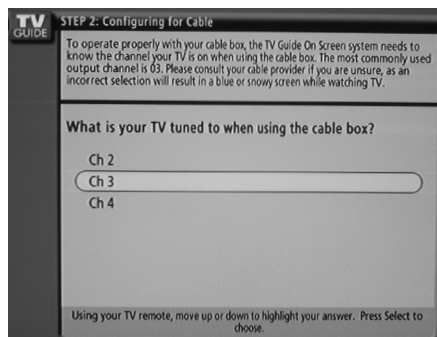 TV
GUIDE
STEP 2: Configuring for Cable
To operate properly with your cable box, the TV Guide On Screen system needs to
know the channel your TV is on when using the cable box. The most commonly used
output channel is 03. Please consult your cable provider if you are unsure, as an
incorrect selection will result in a blue or snowy screen while watching TV.
What is your TV tuned to when using the cable box?
Ch 2
Ch 3
Ch 4
Using your TV remote, move up or down to highlight your answer. Press Select to
choose.